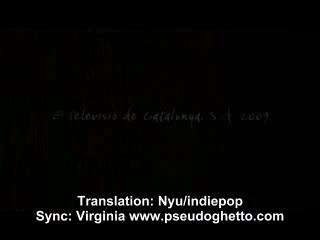 © Televisió de Catalunya. S.A. 2009
Translation: Nyu/indiepop
Sync: Virginia www.pseudoghetto.com